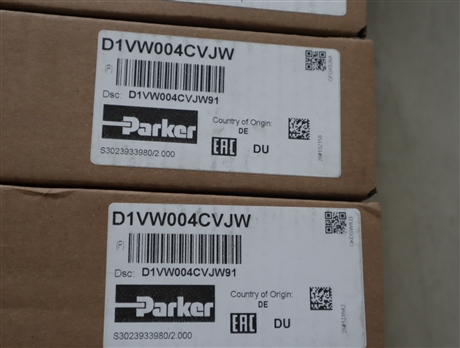 D1VW004CVJW
Dsc: D1VW004CVJW91
Parker
Country of Origin:
DE
EAC DU
S3023933980/2.000
D1VW004CVJW
Dsc: D1VW004CVJW91
Parker
Country of Origin:
DE
EAC DU
S3023933980/2.000